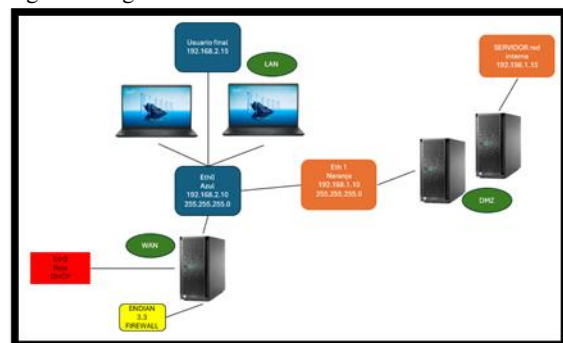 Usuario final
192.168.2.15
LAN
SERVIDOR red
interna
192.198.1.15
Eth0
Azul
192.168.2.10
255.255.255.0
Eth 1
Naranja
192.168.1.10
255.255.255.0
DMZ
WAN
Rojo
DHCP
ENDIAN
3.3
FIREWALL